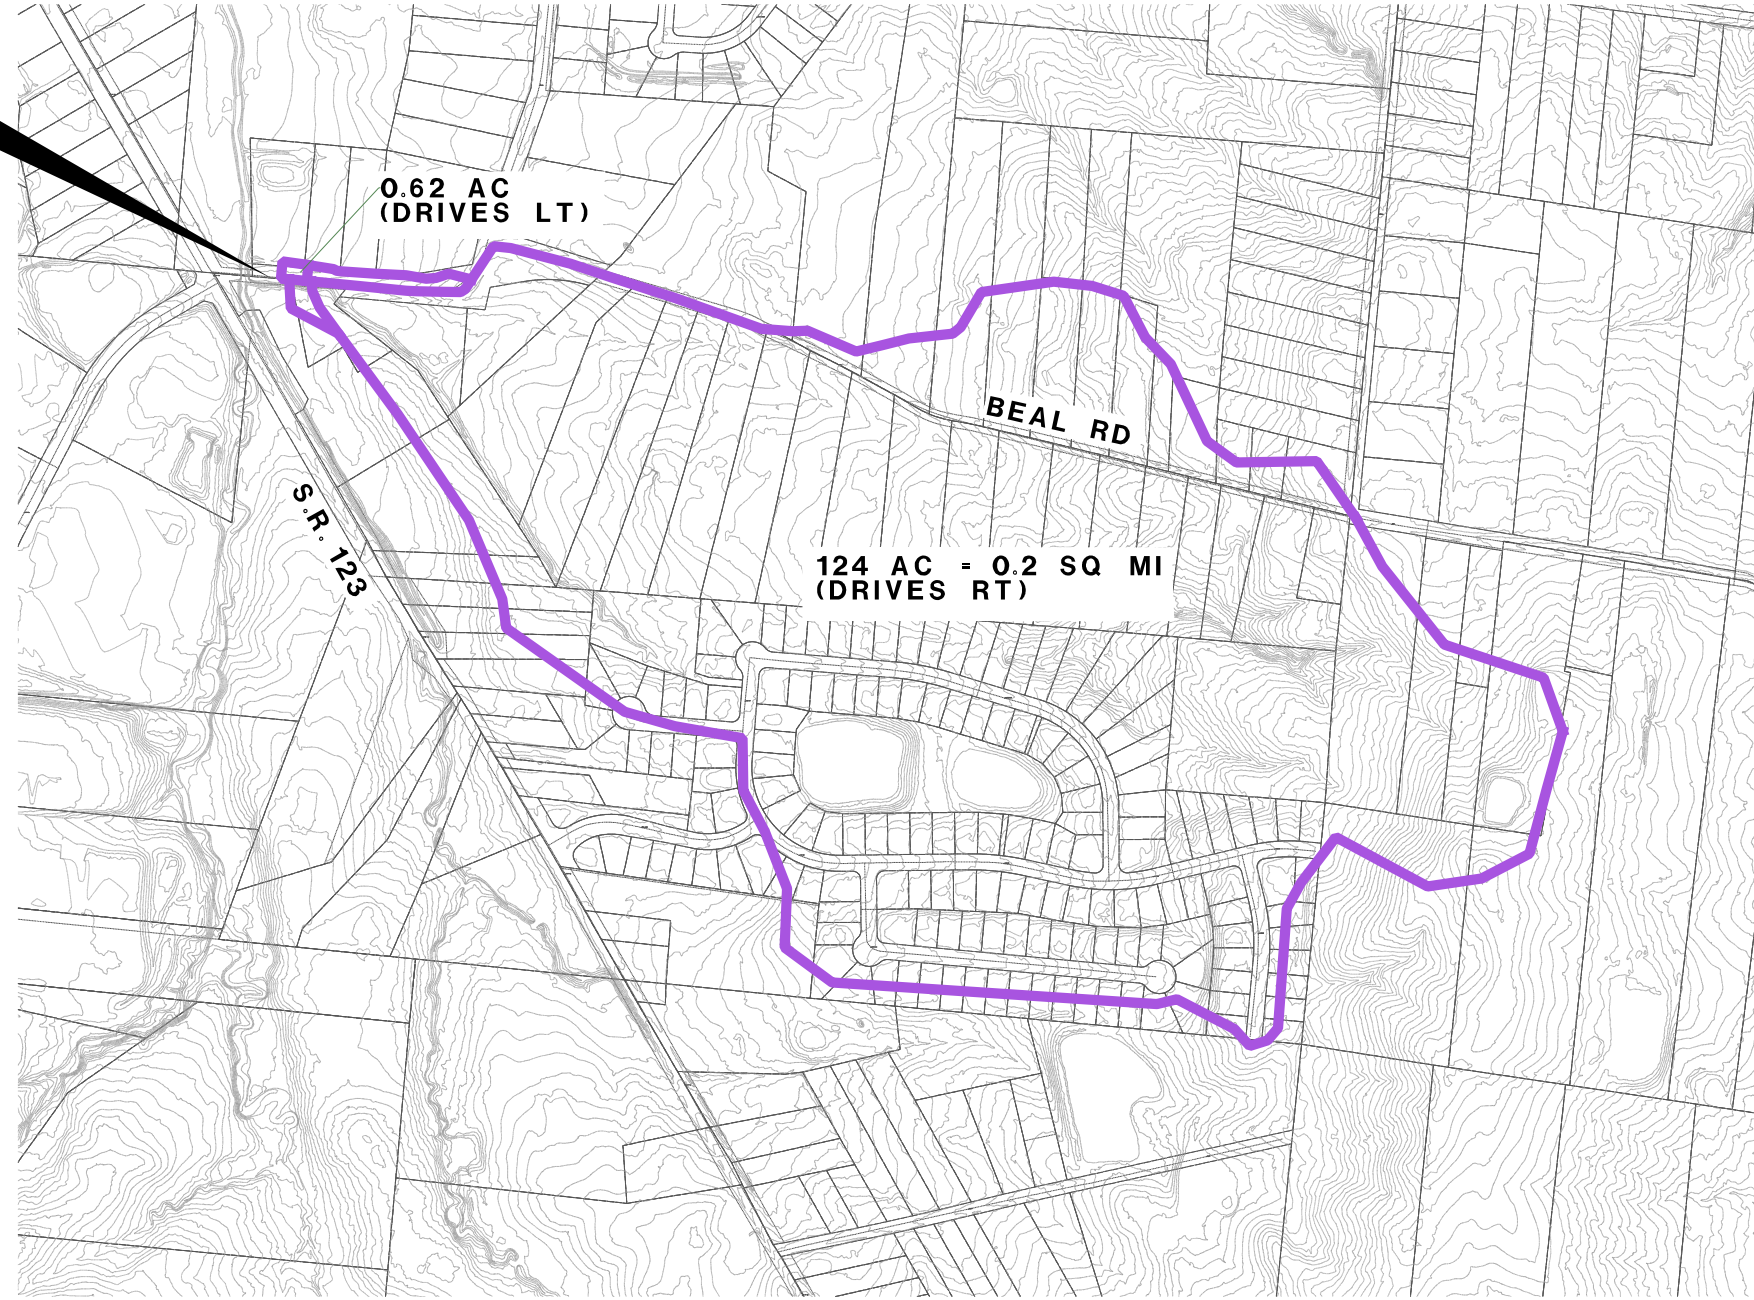 0.62 AC
(DRIVES LT)
BEAL RD
S.R. 123
124 AC = 0.2 SQ MI
(DRIVES RT)